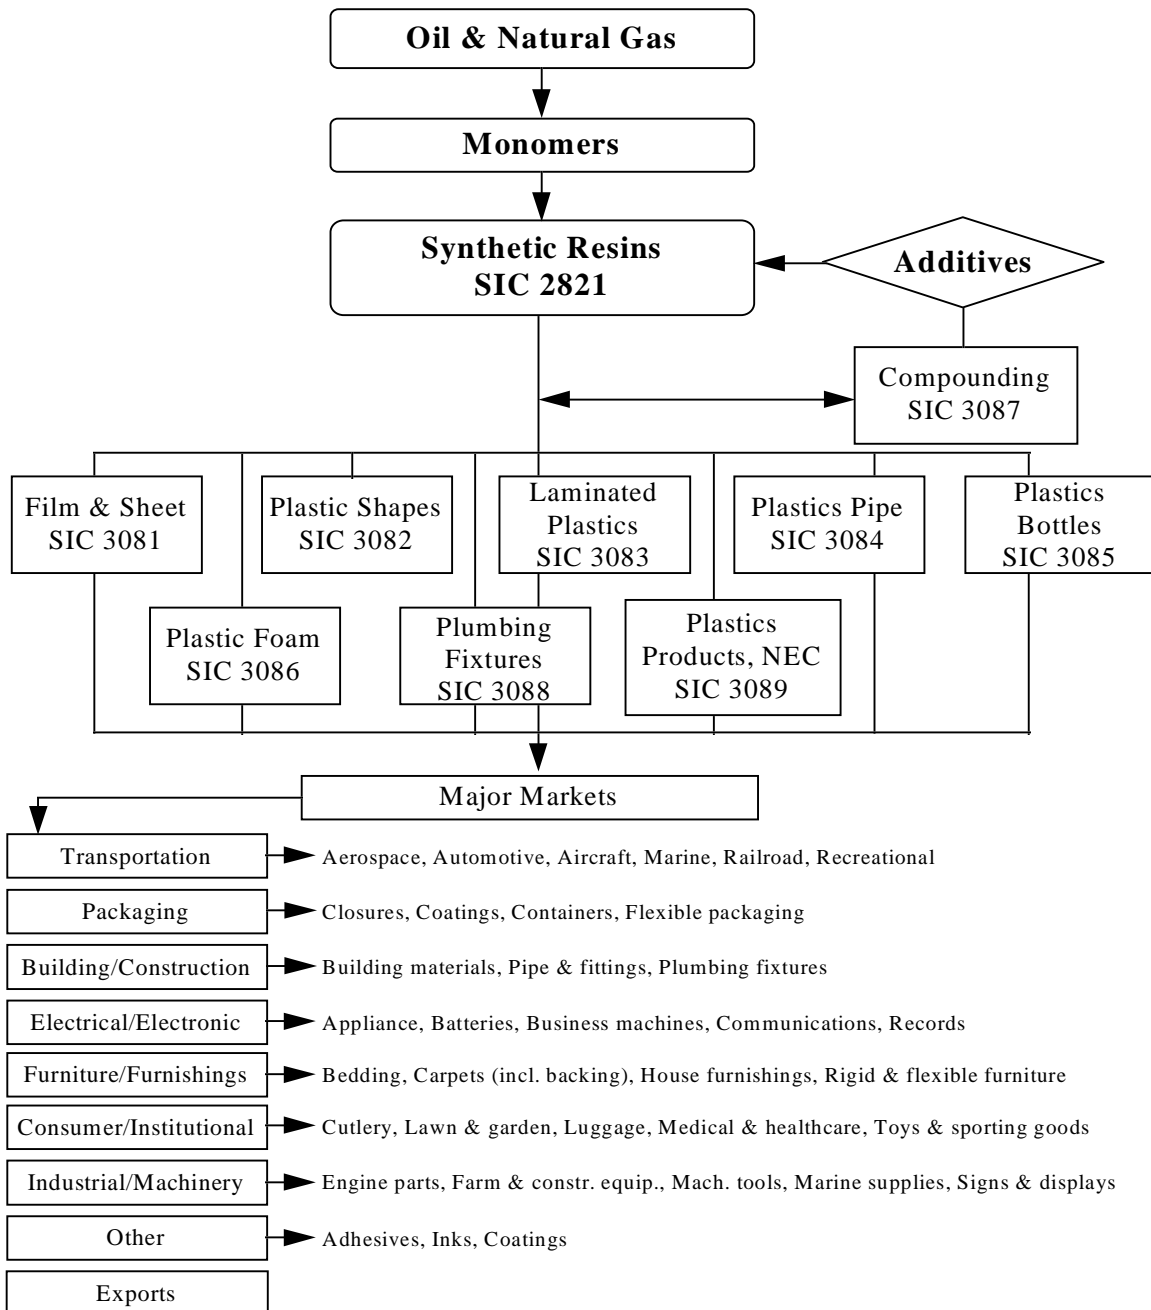 Oil & Natural Gas
Monomers
Synthetic Resins
SIC 2821
Additives
Compounding
SIC 3087
Film & Sheet
SIC 3081
Plastic Shapes
SIC 3082
Laminated
Plastics
SIC 3083
Plastics Pipe
SIC 3084
Plastics
Bottles
SIC 3085
Plastic Foam
SIC 3086
Plumbing
Fixtures
SIC 3088
Plastics
Products, NEC
SIC 3089
Major Markets
Transportation
Aerospace, Automotive, Aircraft, Marine, Railroad, Recreational
Packaging
Closures, Coatings, Containers, Flexible packaging
Building/Construction
Building materials, Pipe & fittings, Plumbing fixtures
Electrical/Electronic
Appliance, Batteries, Business machines, Communications, Records
Furniture/Furnishings
Bedding, Carpets (incl. backing), House furnishings, Rigid & flexible furniture
Consumer/Institutional
Cutlery, Lawn & garden, Luggage, Medical & healthcare, Toys & sporting goods
Industrial/Machinery
Engine parts, Farm & constr. equip., Mach. tools, Marine supplies, Signs & displays
Other
Adhesives, Inks, Coatings
Exports